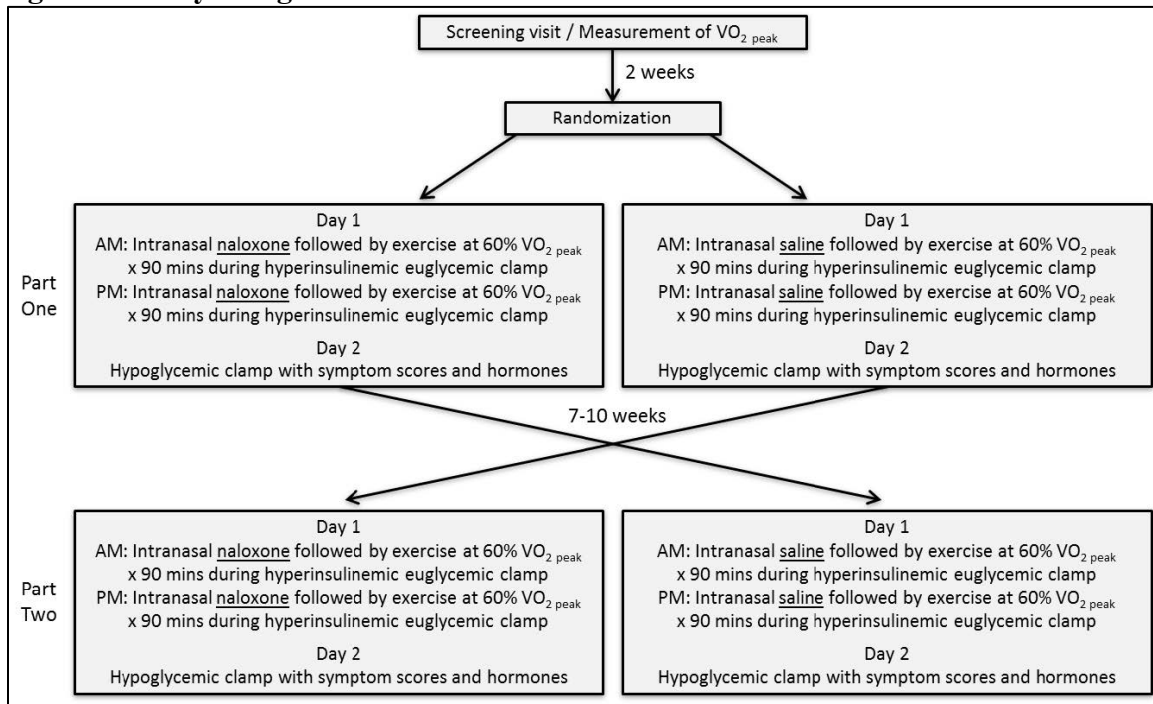 Screening visit / Measurement of VO2 peak
2 weeks
Randomization
Part
One
Day 1
AM: Intranasal naloxone followed by exercise at 60% VO2 peak
x 90 mins during hyperinsulinemic euglycemic clamp
PM: Intranasal naloxone followed by exercise at 60% VO2 peak
x 90 mins during hyperinsulinemic euglycemic clamp
Day 2
Hypoglycemic clamp with symptom scores and hormones
Day 1
AM: Intranasal saline followed by exercise at 60% VO2 peak
x 90 mins during hyperinsulinemic euglycemic clamp
PM: Intranasal saline followed by exercise at 60% VO2 peak
x 90 mins during hyperinsulinemic euglycemic clamp
Day 2
Hypoglycemic clamp with symptom scores and hormones
7-10 weeks
Part
Two
Day 1
AM: Intranasal naloxone followed by exercise at 60% VO2 peak
x 90 mins during hyperinsulinemic euglycemic clamp
PM: Intranasal naloxone followed by exercise at 60% VO2 peak
x 90 mins during hyperinsulinemic euglycemic clamp
Day 2
Hypoglycemic clamp with symptom scores and hormones
Day 1
AM: Intranasal saline followed by exercise at 60% VO2 peak
x 90 mins during hyperinsulinemic euglycemic clamp
PM: Intranasal saline followed by exercise at 60% VO2 peak
x 90 mins during hyperinsulinemic euglycemic clamp
Day 2
Hypoglycemic clamp with symptom scores and hormones